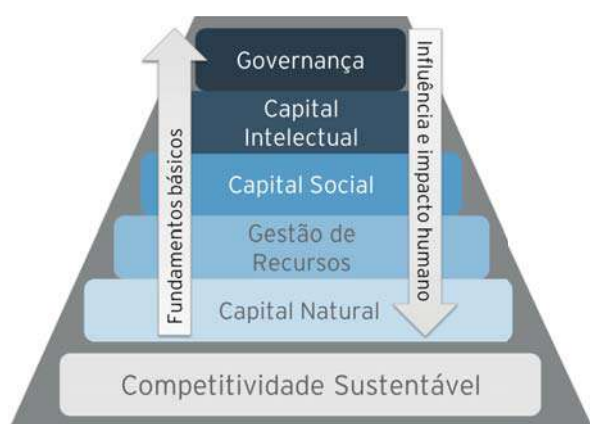 Governança
Capital
Intelectual
Capital Social
Gestão de
Recursos
Capital Natural
Competitividade Sustentável
Fundamentos básicos
Influência e impacto humano